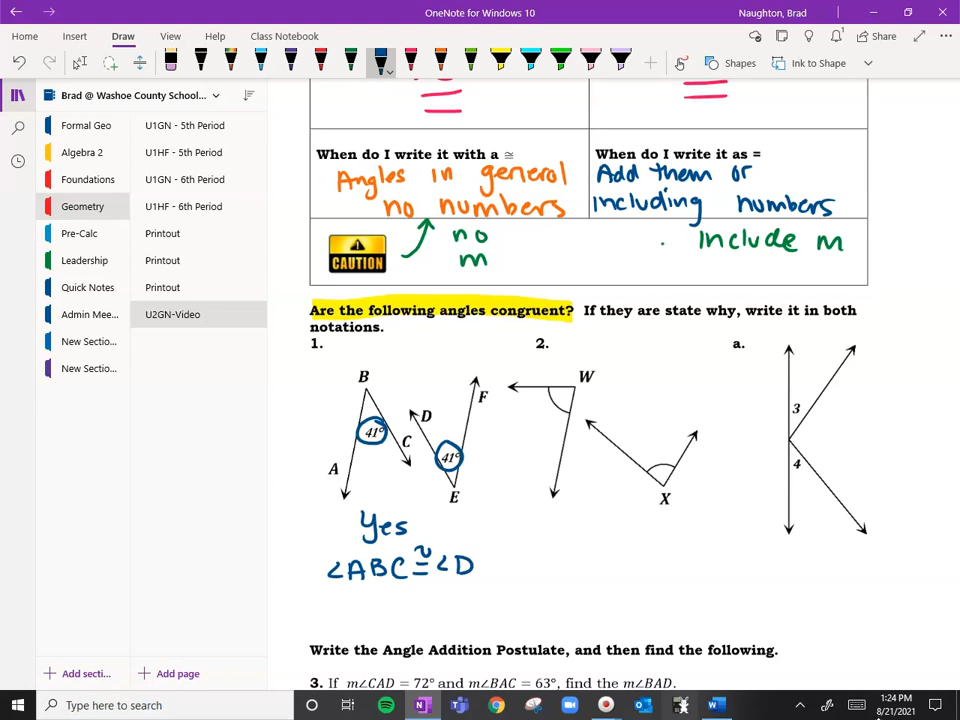 OneNote for Windows 10
Naughton, Brad
Home Insert Draw View Help Class Notebook
Share
Shapes
Ink to Shape
Brad @ Washoe County School...
Formal Geo
Algebra 2
Foundations
Geometry
Pre-Calc
Leadership
Quick Notes
Admin Mee...
New Sectio...
New Sectio...
U1GN - 5th Period
U1HF - 5th Period
U1GN - 6th Period
U1HF - 6th Period
Printout
Printout
Printout
U2GN-Video
Add secti...
Add page
When do I write it with a ≅
Angles in general
no numbers
When do I write it as =
Add them or
including numbers
CAUTION
no
m
Include m
Are the following angles congruent? If they are state why, write it in both
notations.
1.
2.
a.
B
41°
A
C
D
F
41°
E
W
X
3
4
Yes
∠ABC ≅ ∠D
Write the Angle Addition Postulate, and then find the following.
3. If m∠CAD = 72° and m∠BAC = 63°, find the m∠BAD.
Type here to search
1:24 PM
8/21/2021